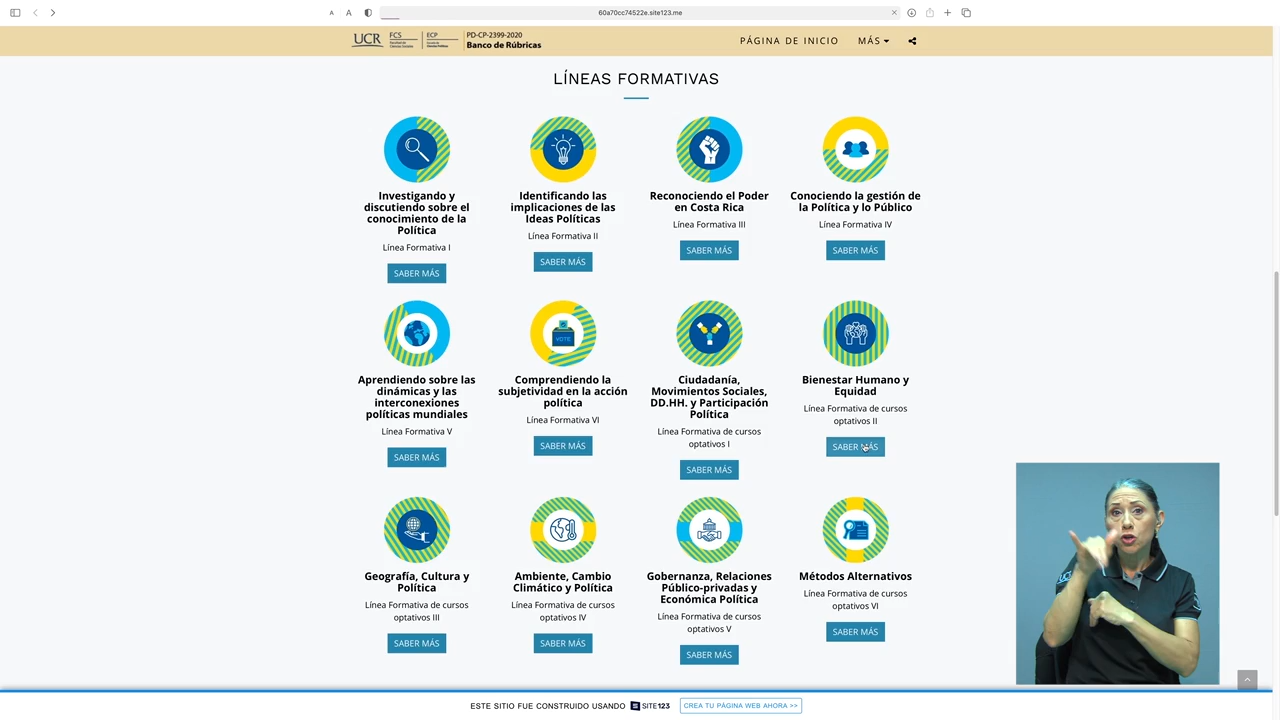 A A 60a70cc74522e.site123.me
UCR FCS ECP PD-CP-2399-2020
Banco de Rúbricas
PÁGINA DE INICIO MÁS
LÍNEAS FORMATIVAS
Investigando y
discutiendo sobre el
conocimiento de la
Política
Línea Formativa I
SABER MÁS
Identificando las
implicaciones de las
Ideas Políticas
Línea Formativa II
SABER MÁS
Reconociendo el Poder
en Costa Rica
Línea Formativa III
SABER MÁS
Conociendo la gestión de
la Política y lo Público
Línea Formativa IV
SABER MÁS
Aprendiendo sobre las
dinámicas y las
interconexiones
políticas mundiales
Línea Formativa V
SABER MÁS
VOTE
Comprendiendo la
subjetividad en la acción
política
Línea Formativa VI
SABER MÁS
Ciudadanía,
Movimientos Sociales,
DD.HH. y Participación
Política
Línea Formativa de cursos
optativos I
SABER MÁS
Bienestar Humano y
Equidad
Línea Formativa de cursos
optativos II
SABER MÁS
Geografía, Cultura y
Política
Línea Formativa de cursos
optativos III
SABER MÁS
Ambiente, Cambio
Climático y Política
Línea Formativa de cursos
optativos IV
SABER MÁS
Gobernanza, Relaciones
Público-privadas y
Económica Política
Línea Formativa de cursos
optativos V
SABER MÁS
Métodos Alternativos
Línea Formativa de cursos
optativos VI
SABER MÁS
UCR
ESTE SITIO FUE CONSTRUIDO USANDO SITE123 CREA TU PÁGINA WEB AHORA >>